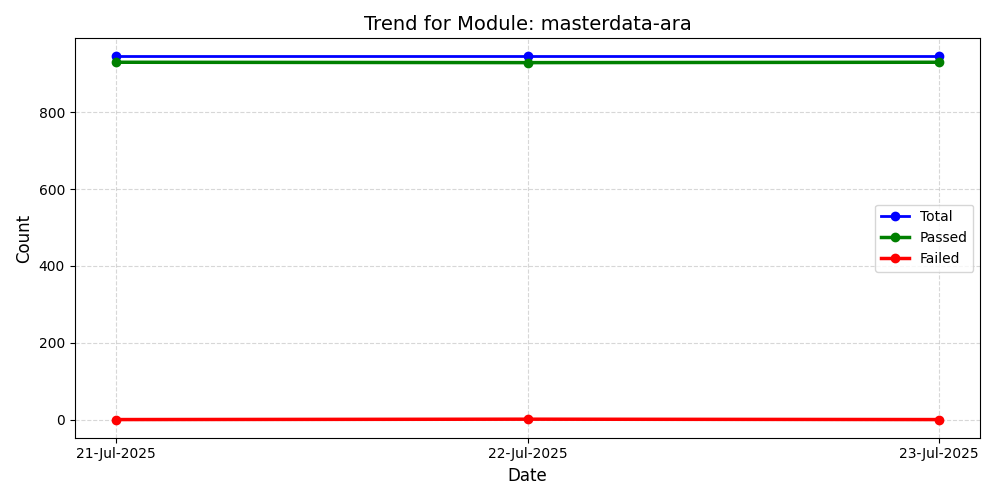 Trend for Module: masterdata-ara
800
600
400
200
0
Count
Total
Passed
Failed
21-Jul-2025
22-Jul-2025
23-Jul-2025
Date